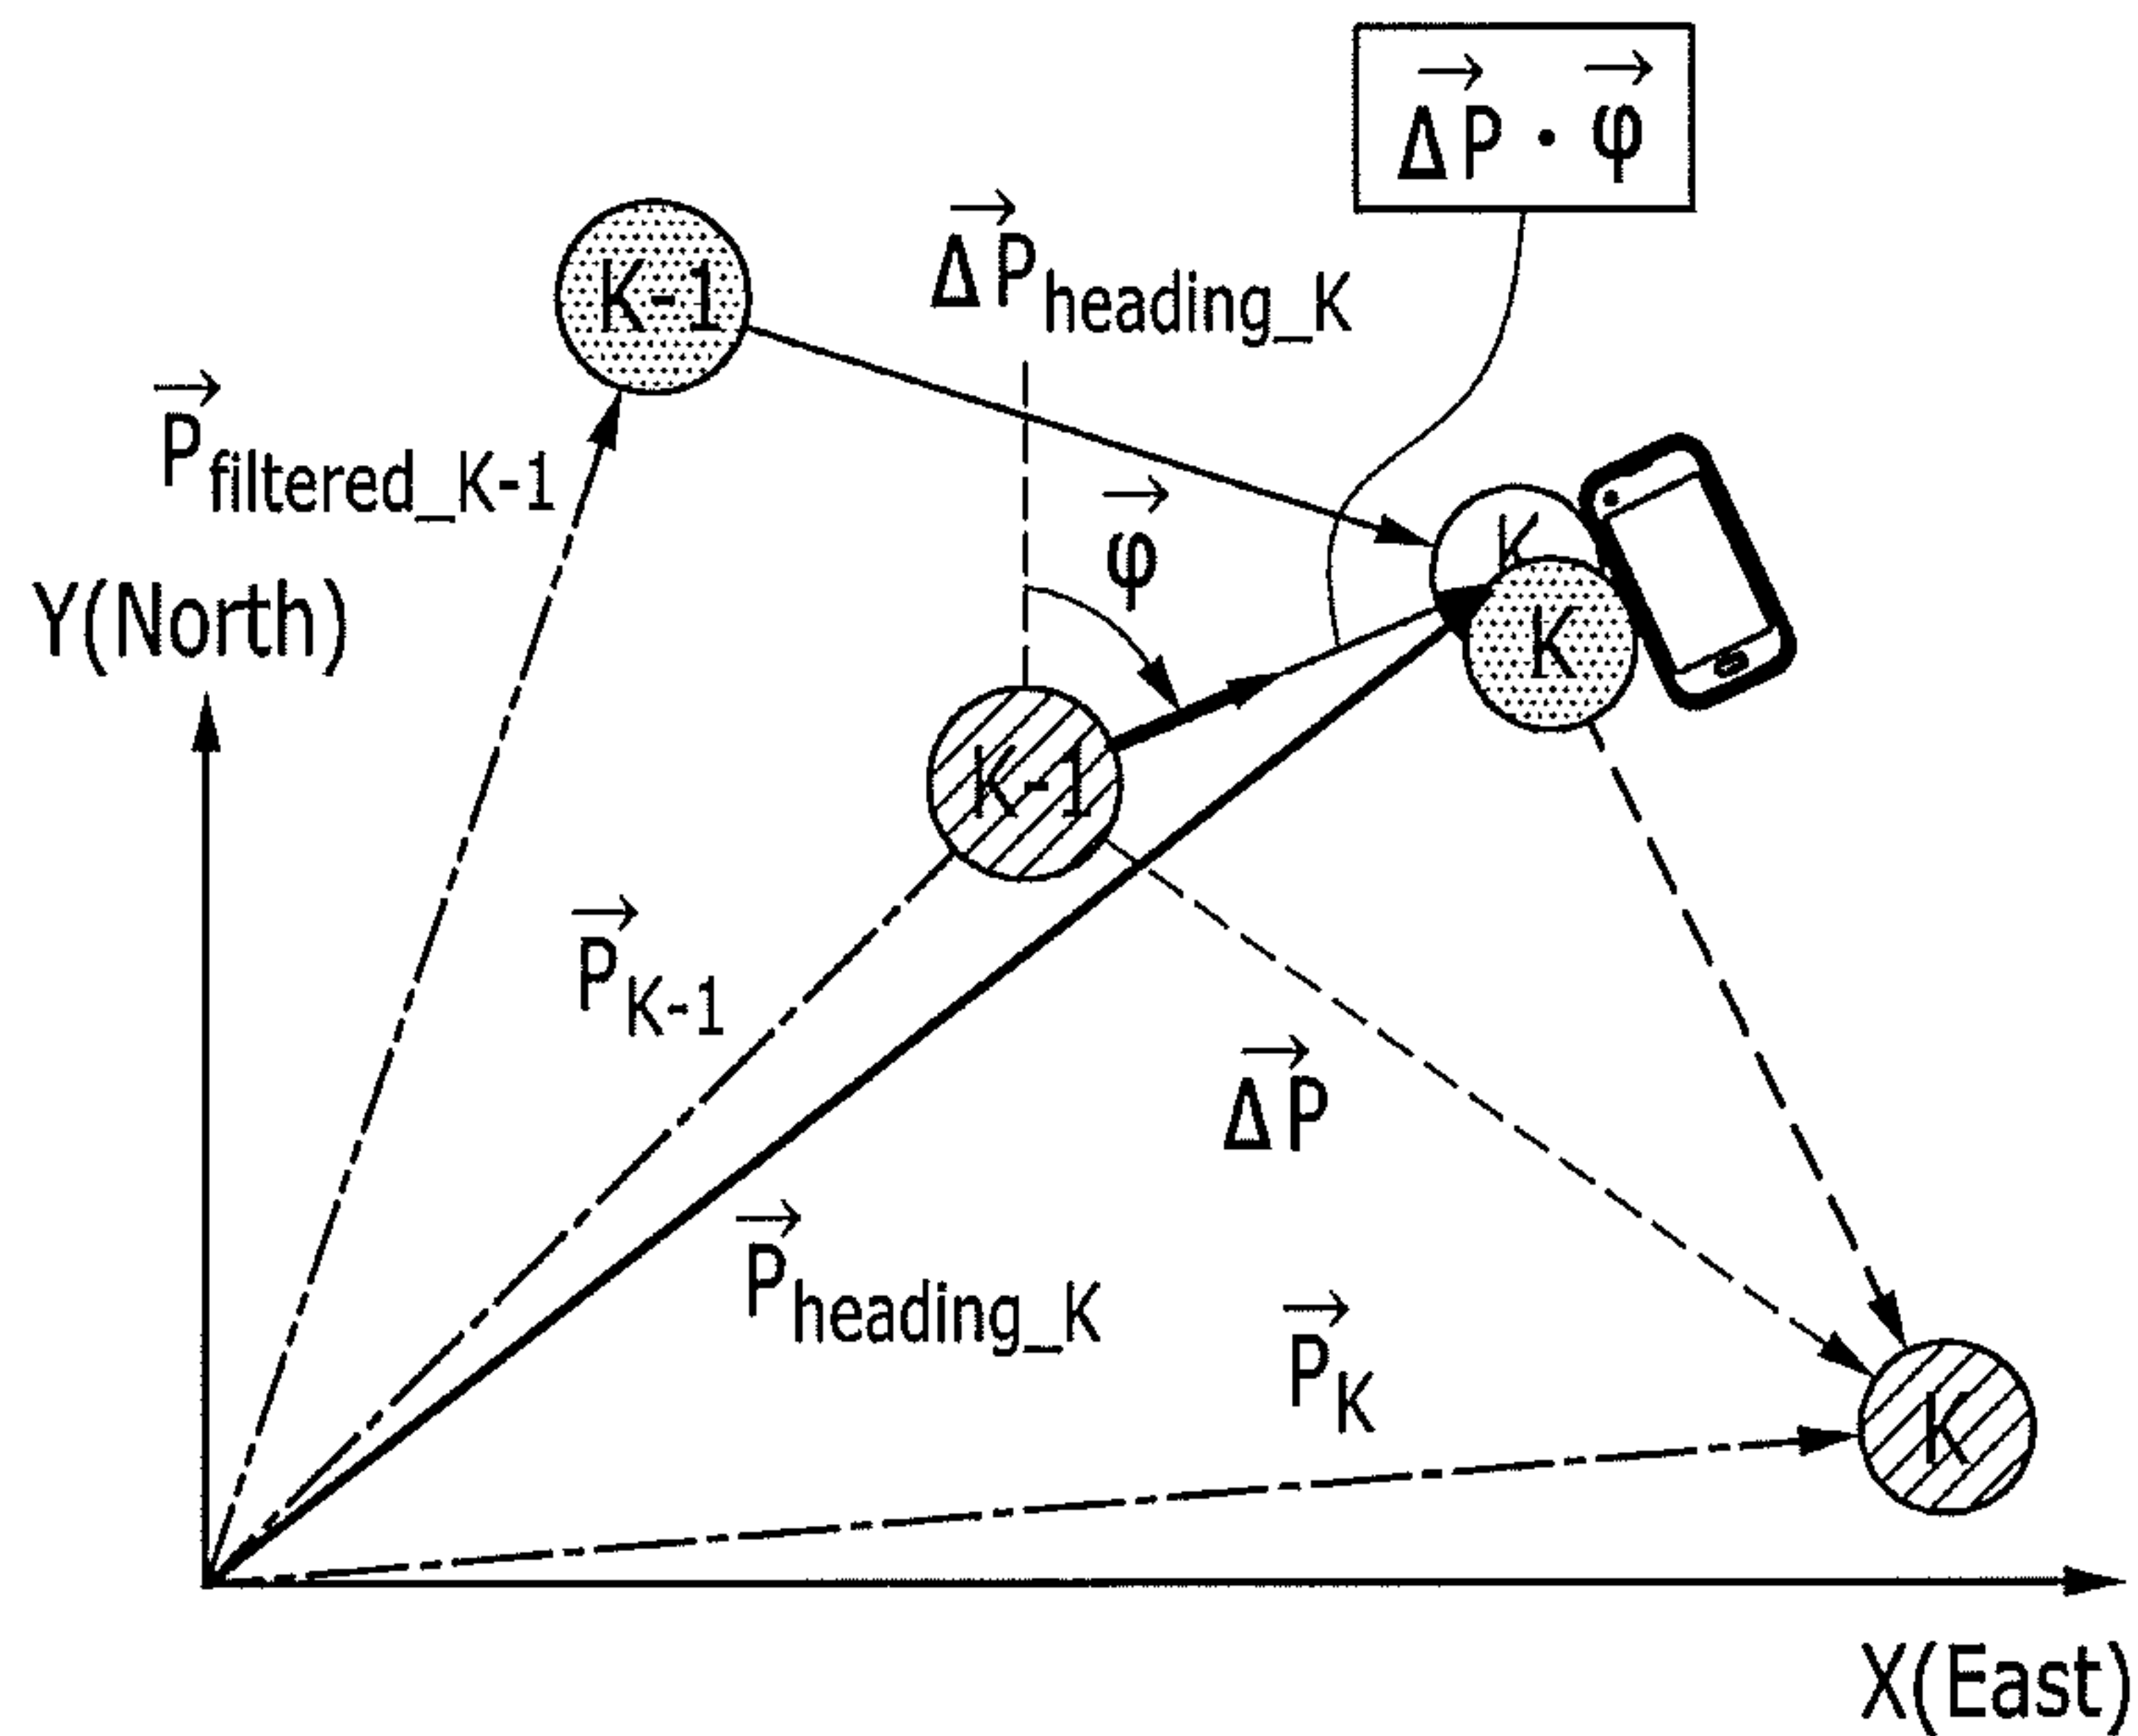 ΔP⃗ · φ⃗
ΔP⃗heading_K
K-1
P⃗filtered_K-1
φ⃗
K
Y(North)
K
K-1
P⃗K-1
ΔP⃗
P⃗heading_K
P⃗K
K
X(East)